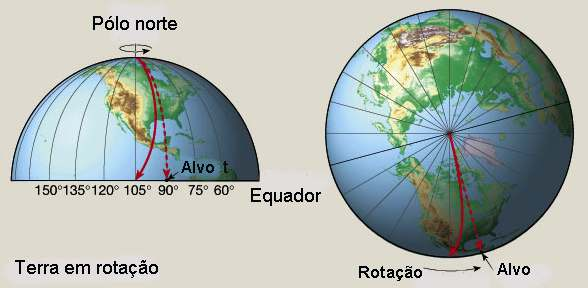 Pólo norte
Alvo t
150° 135° 120° 105° 90° 75° 60°
Equador
Terra em rotação
Rotação
Alvo